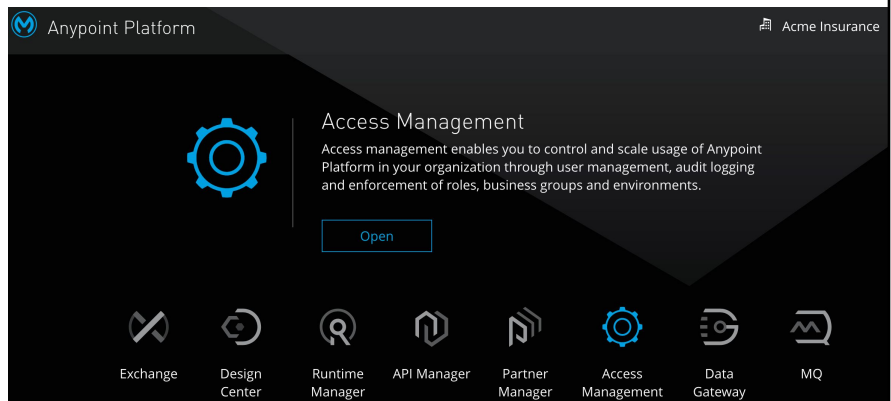 Anypoint Platform
Acme Insurance
Access Management
Access management enables you to control and scale usage of Anypoint
Platform in your organization through user management, audit logging
and enforcement of roles, business groups and environments.
Open
Exchange
Design
Center
Runtime
Manager
API Manager
Partner
Manager
Access
Management
Data
Gateway
MQ